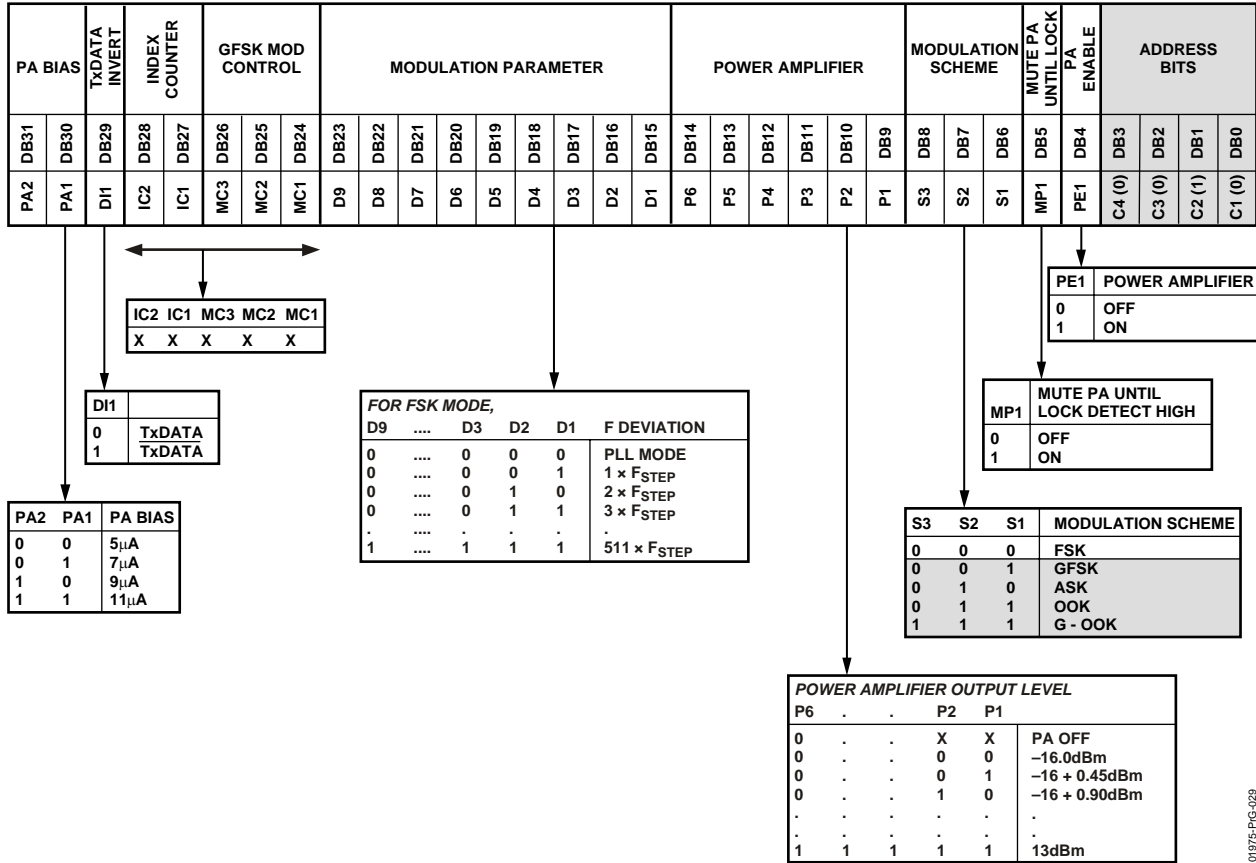 PA BIAS TxDATA INVERT INDEX COUNTER GFSK MOD CONTROL MODULATION PARAMETER POWER AMPLIFIER MODULATION SCHEME MUTE PA UNTIL LOCK PA ENABLE ADDRESS BITS
DB31 DB30 DB29 DB28 DB27 DB26 DB25 DB24 DB23 DB22 DB21 DB20 DB19 DB18 DB17 DB16 DB15 DB14 DB13 DB12 DB11 DB10 DB9 DB8 DB7 DB6 DB5 DB4 DB3 DB2 DB1 DB0
PA2 PA1 DI1 IC2 IC1 MC3 MC2 MC1 D9 D8 D7 D6 D5 D4 D3 D2 D1 P6 P5 P4 P3 P2 P1 S3 S2 S1 MP1 PE1 C4 (0) C3 (0) C2 (1) C1 (0)
PE1 POWER AMPLIFIER
0 OFF
1 ON
IC2 IC1 MC3 MC2 MC1
X X X X X
MP1 MUTE PA UNTIL LOCK DETECT HIGH
0 OFF
1 ON
DI1
0 TxDATA
1 TxDATA
FOR FSK MODE,
D9 .... D3 D2 D1 F DEVIATION
0 .... 0 0 0 PLL MODE
0 .... 0 0 1 1 × FSTEP
0 .... 0 1 0 2 × FSTEP
0 .... 0 1 1 3 × FSTEP
. .... . . . .
1 .... 1 1 1 511 × FSTEP
PA2 PA1 PA BIAS
0 0 5µA
0 1 7µA
1 0 9µA
1 1 11µA
S3 S2 S1 MODULATION SCHEME
0 0 0 FSK
0 0 1 GFSK
0 1 0 ASK
0 1 1 OOK
1 1 1 G - OOK
POWER AMPLIFIER OUTPUT LEVEL
P6 . . P2 P1
0 . . X X PA OFF
0 . . 0 0 –16.0dBm
0 . . 0 1 –16 + 0.45dBm
0 . . 1 0 –16 + 0.90dBm
. . . . . .
. . . . . .
1 1 1 1 1 13dBm
01975-PrG-029